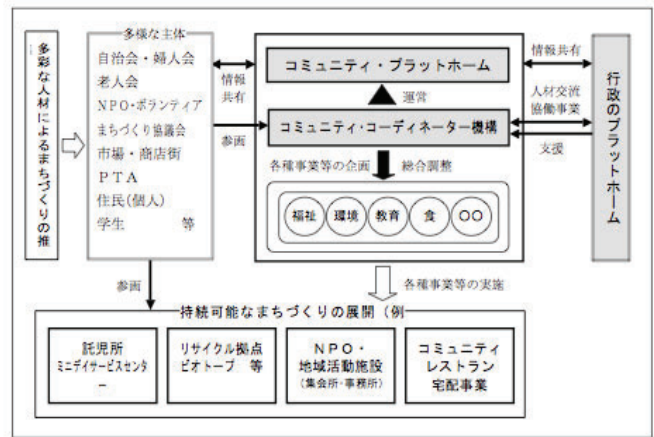 多彩な人材によるまちづくりの推
多様な主体
自治会・婦人会
老人会
NPO・ボランティア
まちづくり協議会
市場・商店街
PTA
住民(個人)
学生 等
情報
共有
参画
コミュニティ・プラットホーム
運営
コミュニティ・コーディネーター機構
各種事業等の企画
総合調整
福祉
環境
教育
食
○○
情報共有
人材交流
協働事業
支援
行政のプラットホーム
参画
各種事業等の実施
持続可能なまちづくりの展開(例
託児所
ミニデイサービスセンタ
ー
リサイクル拠点
ビオトープ 等
NPO・
地域活動施設
(集会所・事務所)
コミュニティ
レストラン
宅配事業